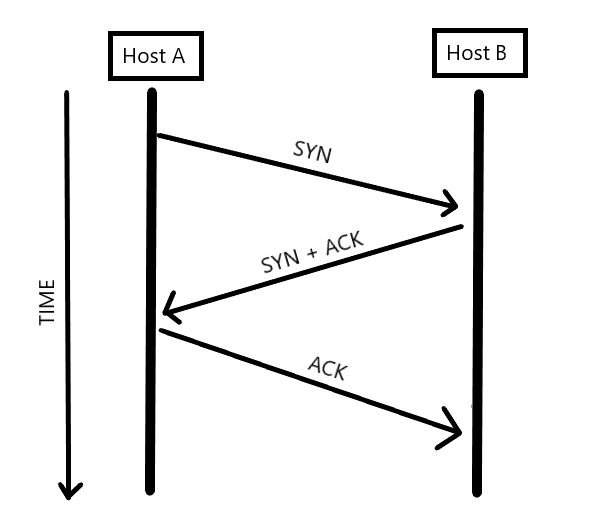 Host A
Host B
SYN
SYN + ACK
TIME
ACK